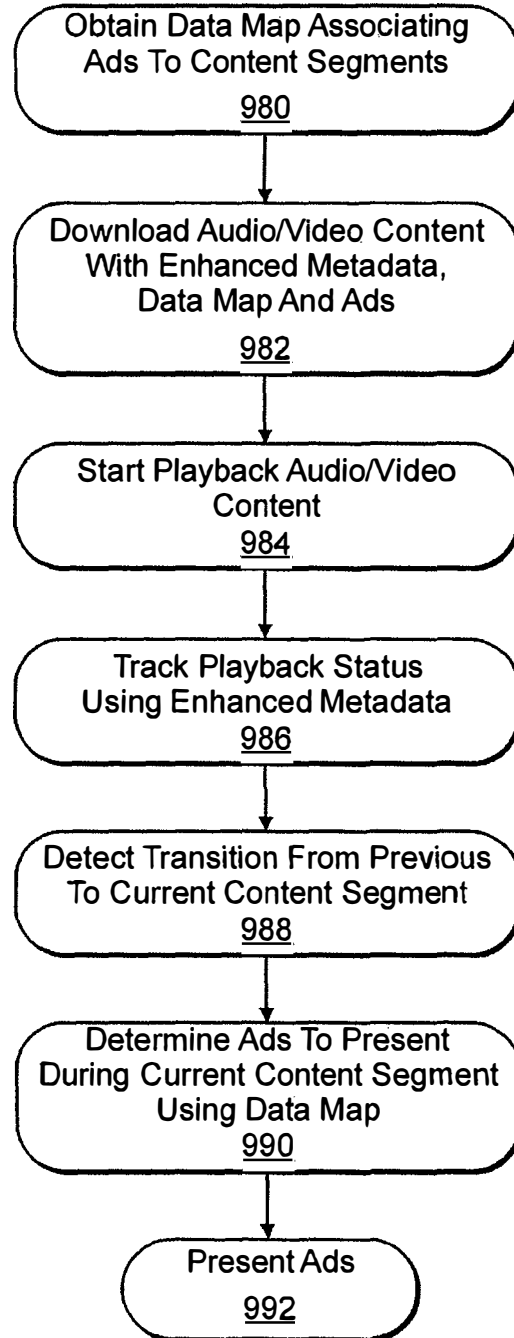 Obtain Data Map Associating
Ads To Content Segments
980
Download Audio/Video Content
With Enhanced Metadata,
Data Map And Ads
982
Start Playback Audio/Video
Content
984
Track Playback Status
Using Enhanced Metadata
986
Detect Transition From Previous
To Current Content Segment
988
Determine Ads To Present
During Current Content Segment
Using Data Map
990
Present Ads
992